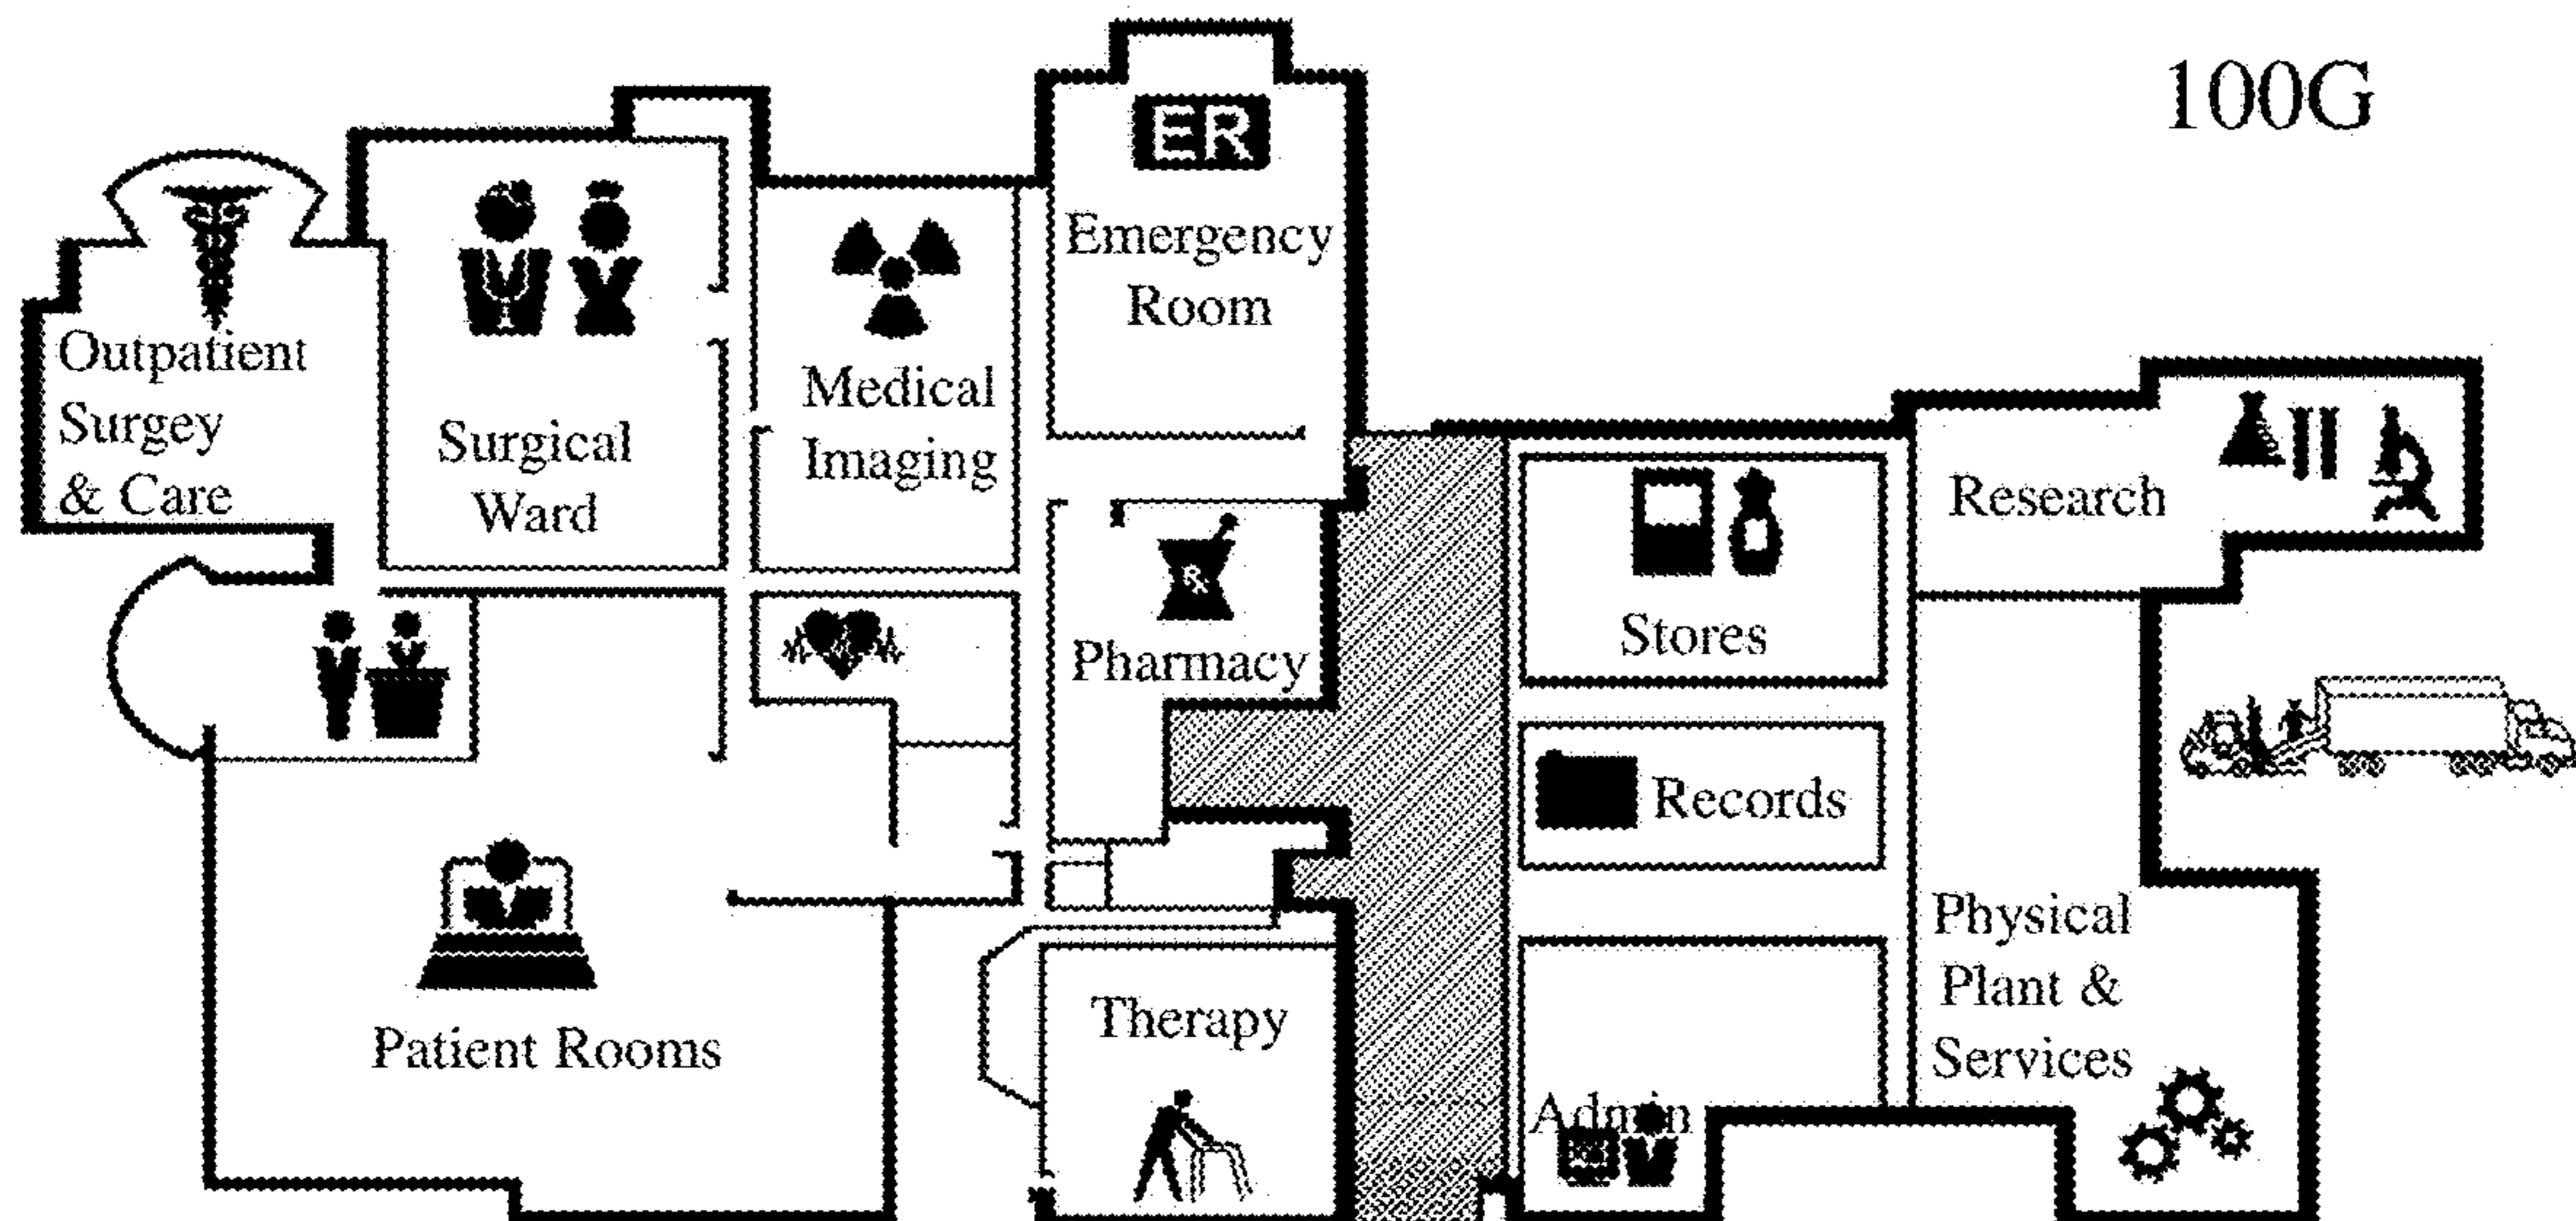 100G
ER
Emergency
Room
Outpatient
Surgey
& Care
Surgical
Ward
Medical
Imaging
Pharmacy
Rx
Stores
Research
Records
Patient Rooms
Therapy
Admin
Physical
Plant &
Services